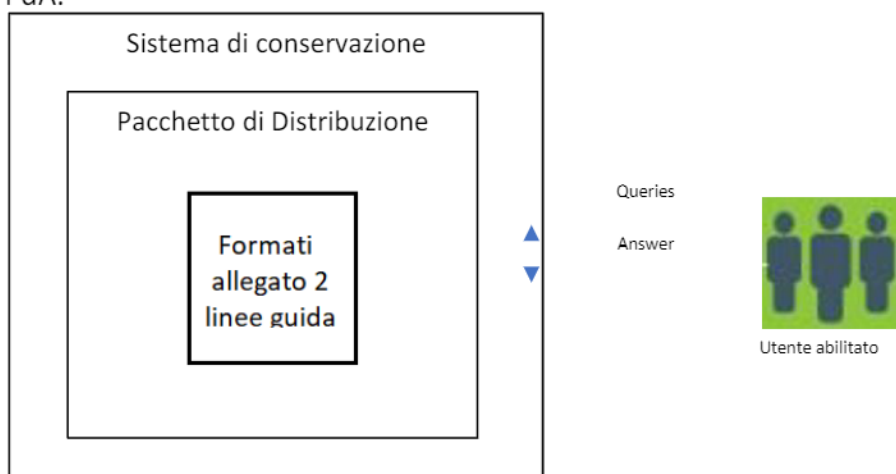 Sistema di conservazione
Pacchetto di Distribuzione
Formati
allegato 2
linee guida
Queries
Answer
Utente abilitato